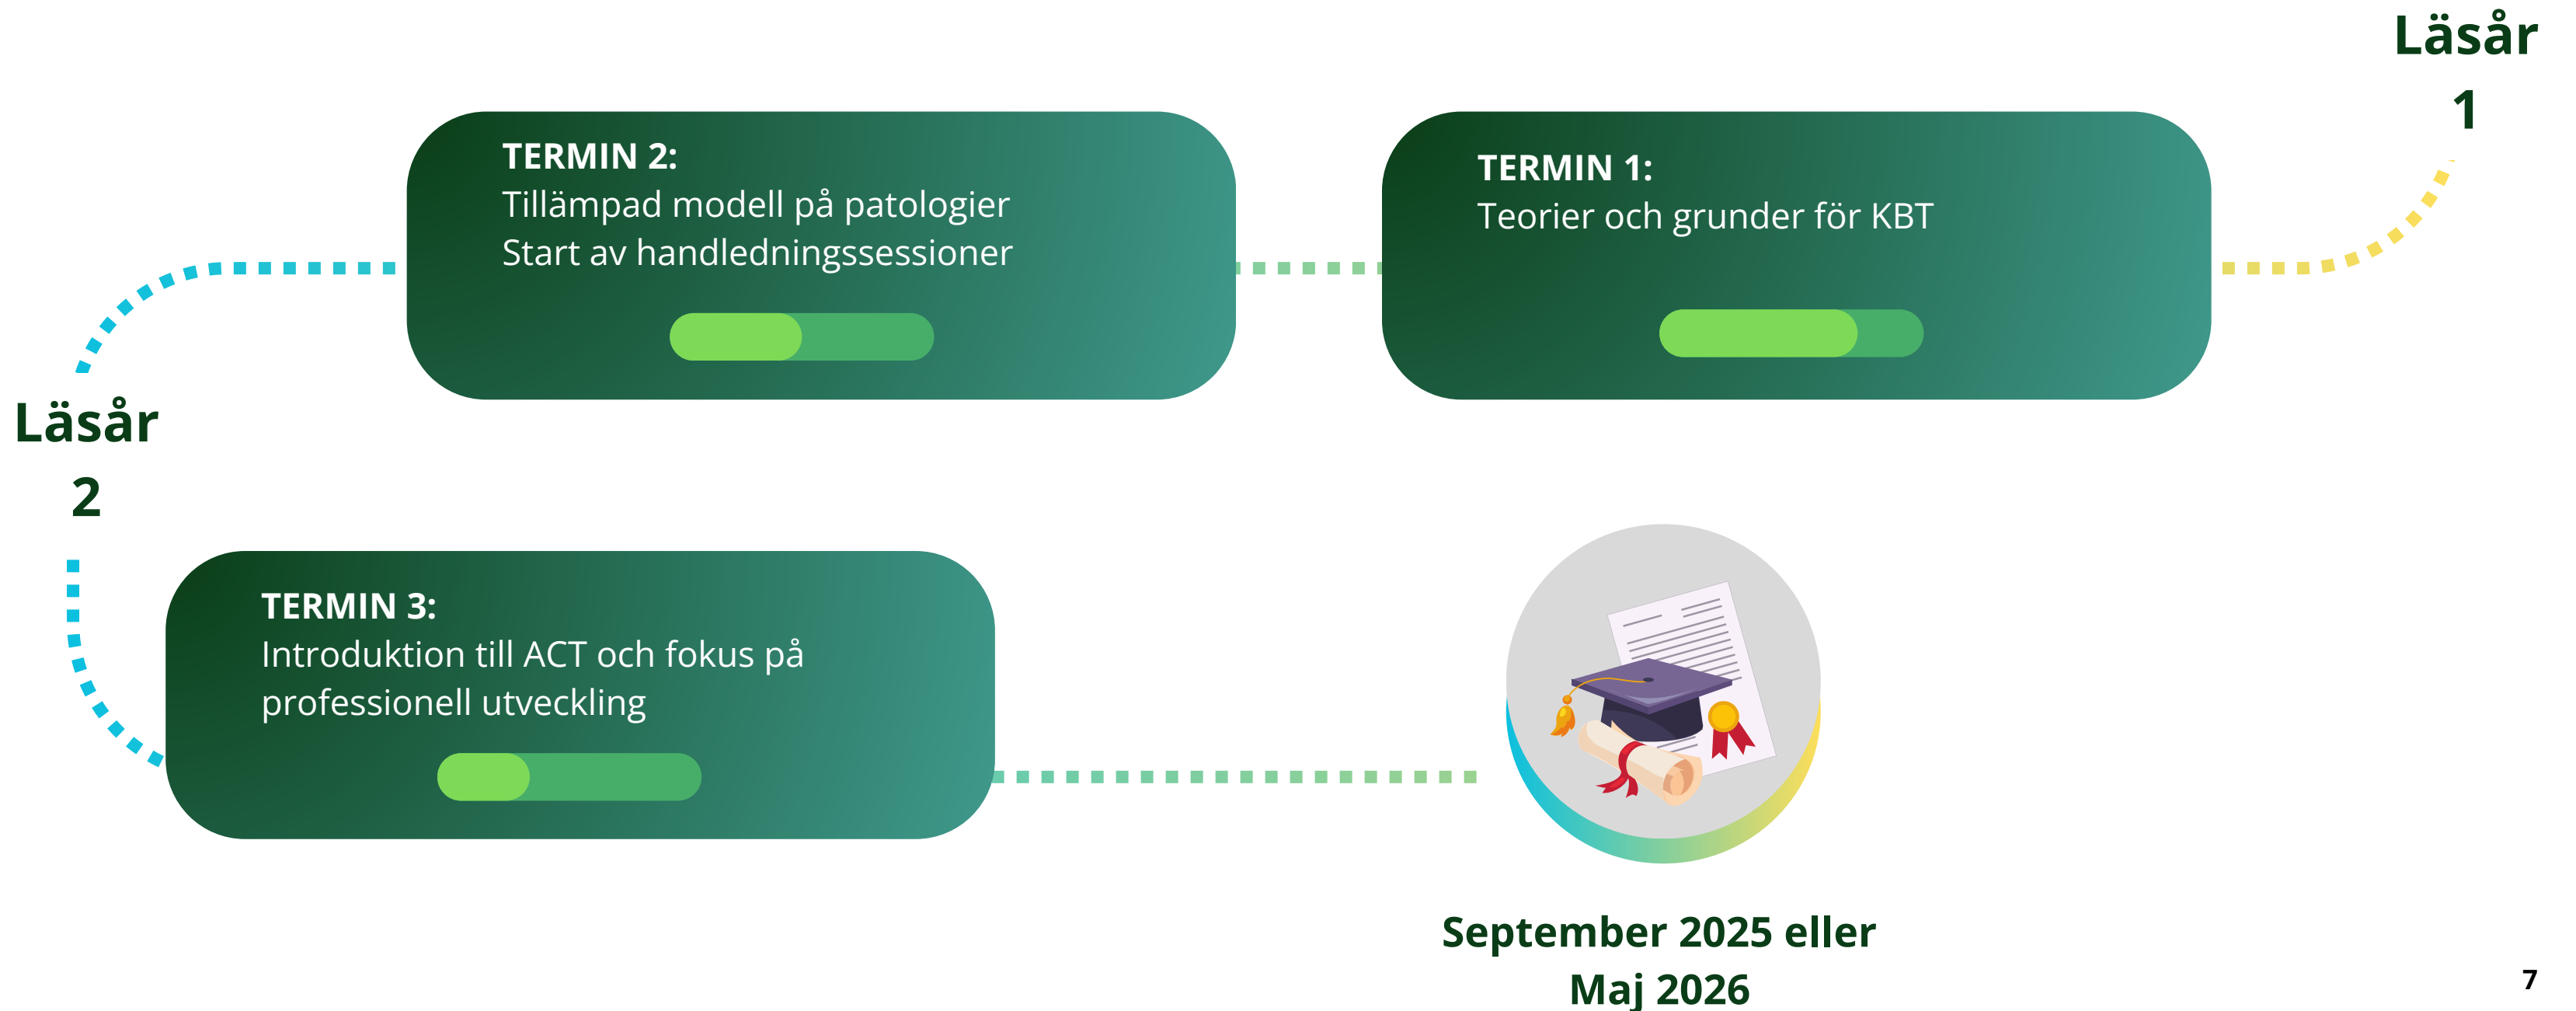 Läsår
1
TERMIN 1:
Teorier och grunder för KBT
TERMIN 2:
Tillämpad modell på patologier
Start av handledningssessioner
Läsår
2
TERMIN 3:
Introduktion till ACT och fokus på
professionell utveckling
September 2025 eller
Maj 2026
7